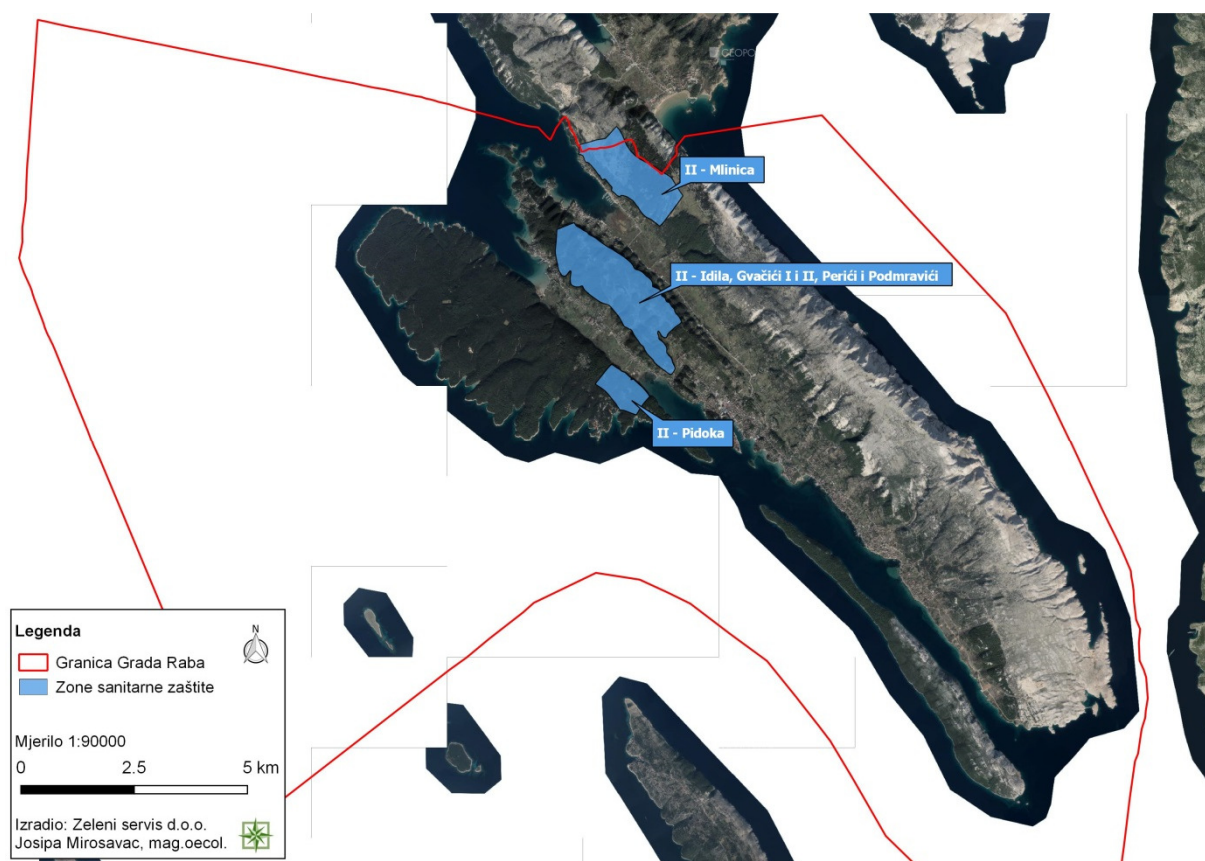 GEOPO
II - Mlinica
II - Idila, Gvačići I i II, Perići i Podmravići
II - Pidoka
Legenda
N
Granica Grada Raba
Zone sanitarne zaštite
Mjerilo 1:90000
0 2.5 5 km
Izradio: Zeleni servis d.o.o.
Josipa Mirosavac, mag.oecol.